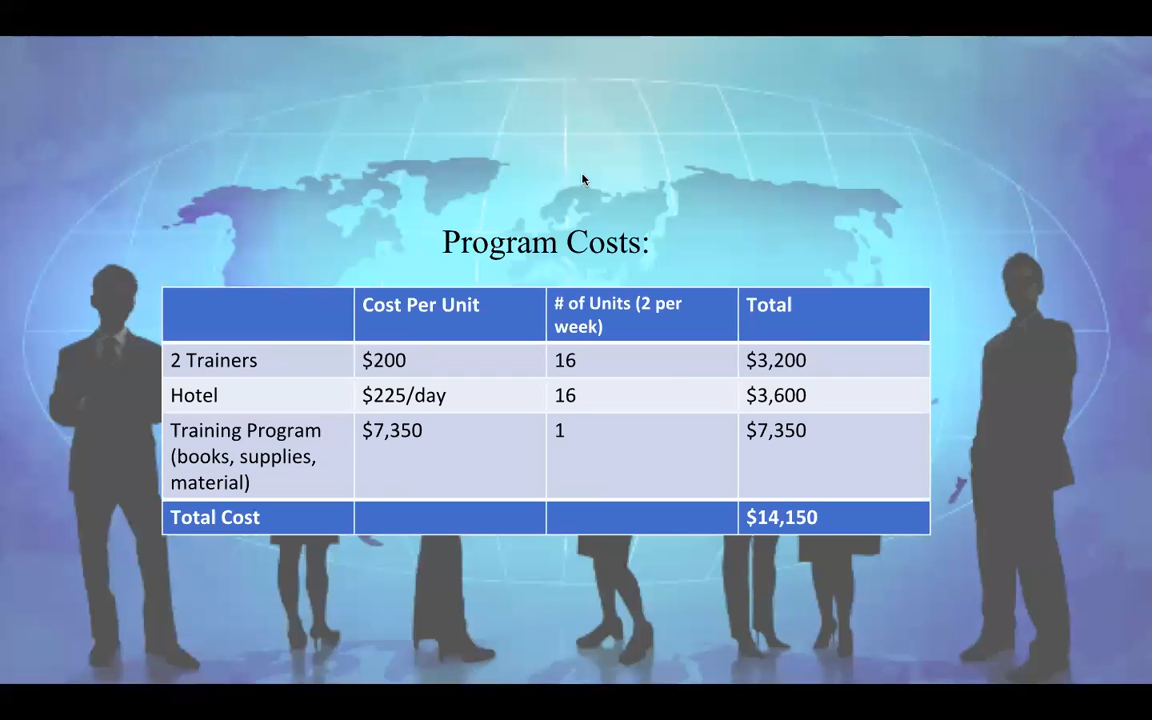 Program Costs:
Cost Per Unit
# of Units (2 per
week)
Total
2 Trainers
$200
16
$3,200
Hotel
$225/day
16
$3,600
Training Program
(books, supplies,
material)
$7,350
1
$7,350
Total Cost
$14,150